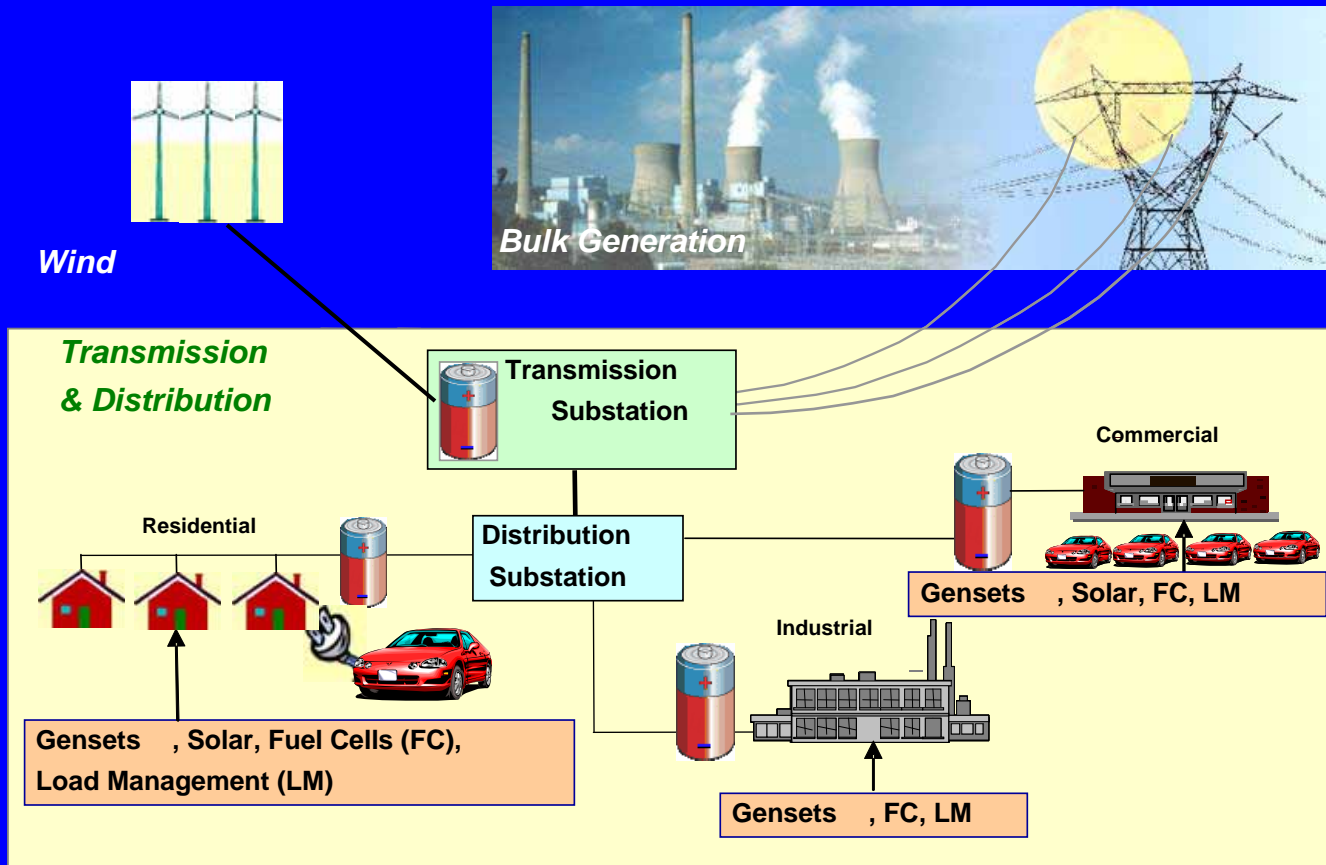 Bulk Generation
Wind
Transmission
& Distribution
Transmission
Substation
Commercial
Residential
Distribution
Substation
Gensets , Solar, FC, LM
Industrial
Gensets , Solar, Fuel Cells (FC),
Load Management (LM)
Gensets , FC, LM